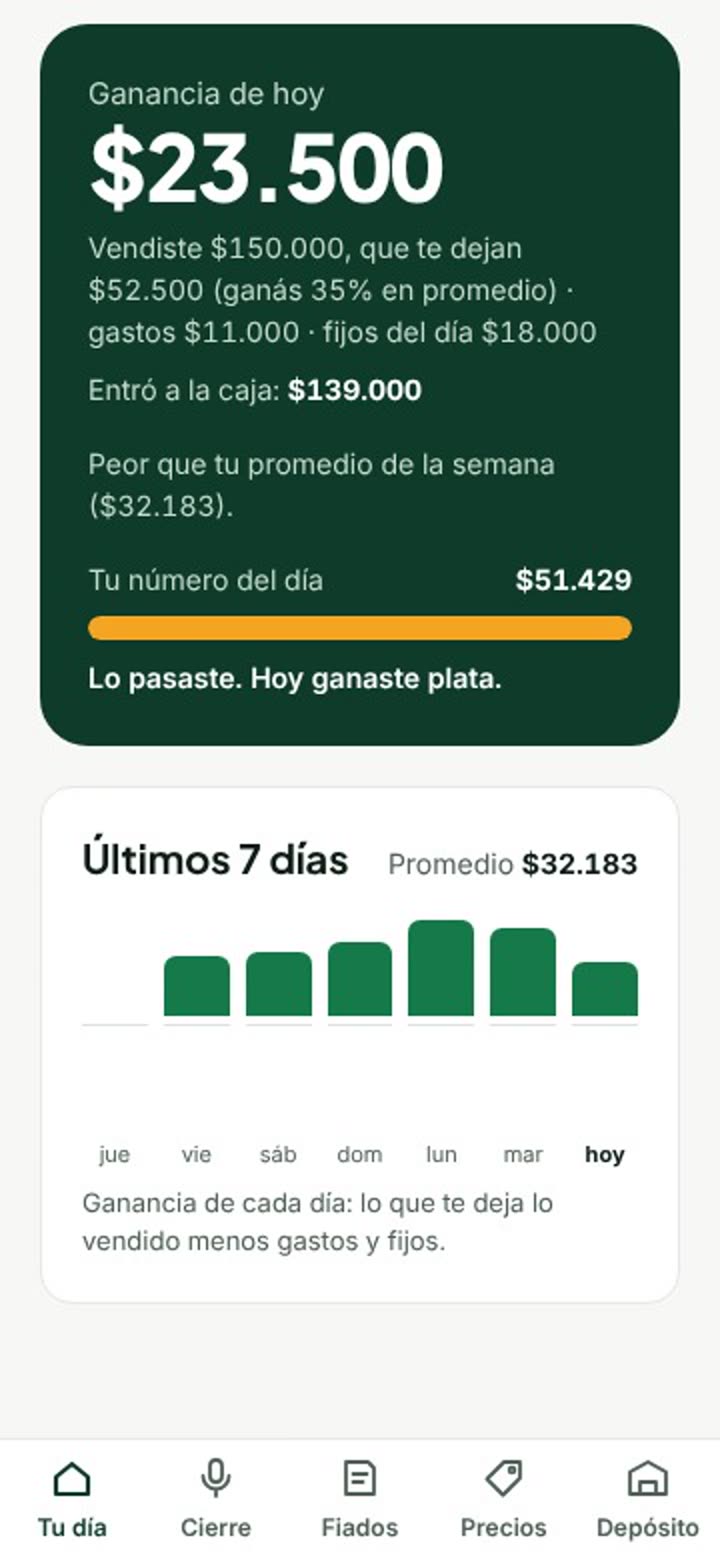 Ganancia de hoy
$23.500
Vendiste $150.000, que te dejan
$52.500 (ganás 35% en promedio) ·
gastos $11.000 · fijos del día $18.000
Entró a la caja: $139.000
Peor que tu promedio de la semana
($32.183).
Tu número del día $51.429
Lo pasaste. Hoy ganaste plata.
Últimos 7 días Promedio $32.183
jue vie sáb dom lun mar hoy
Ganancia de cada día: lo que te deja lo
vendido menos gastos y fijos.
Tu día Cierre Fiados Precios Depósito